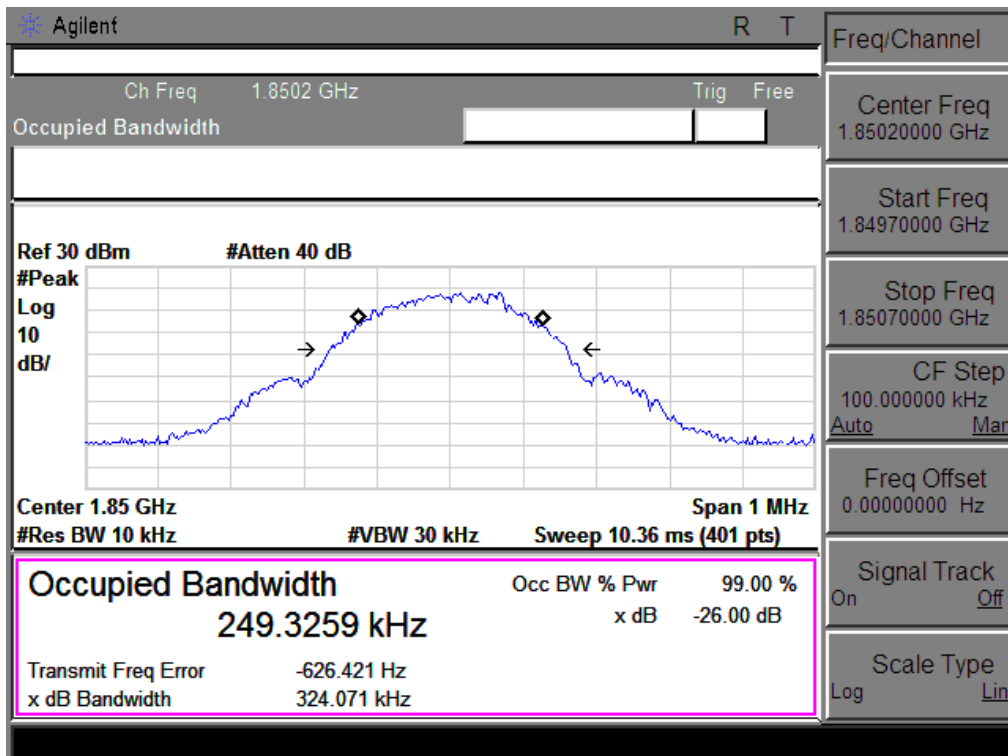 Agilent R T
Ch Freq 1.8502 GHz Trig Free
Occupied Bandwidth
Ref 30 dBm #Atten 40 dB
#Peak
Log
10
dB/
Center 1.85 GHz Span 1 MHz
#Res BW 10 kHz #VBW 30 kHz Sweep 10.36 ms (401 pts)
Occupied Bandwidth Occ BW % Pwr 99.00 %
249.3259 kHz x dB -26.00 dB
Transmit Freq Error -626.421 Hz
x dB Bandwidth 324.071 kHz
Freq/Channel
Center Freq
1.85020000 GHz
Start Freq
1.84970000 GHz
Stop Freq
1.85070000 GHz
CF Step
100.000000 kHz
Auto Man
Freq Offset
0.00000000 Hz
Signal Track
On Off
Scale Type
Log Lin